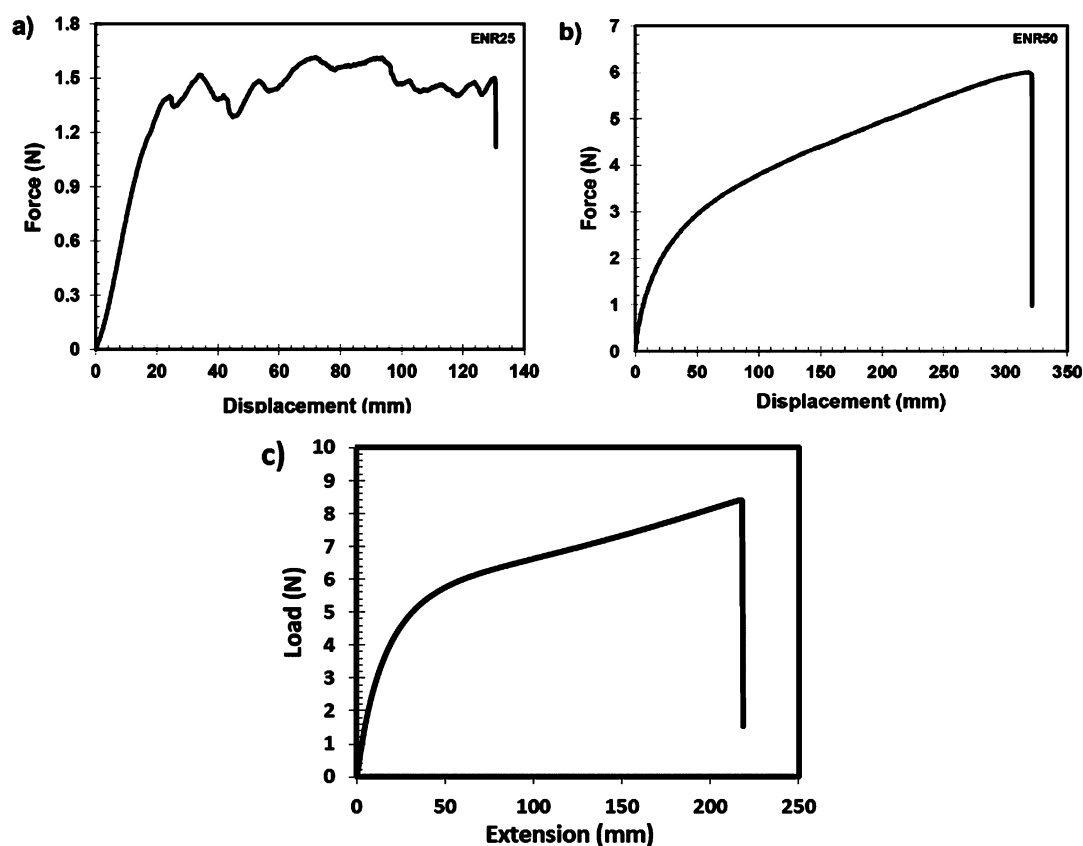 a)
ENR25
1.8
1.5
1.2
0.9
0.6
0.3
0
Force (N)
0 20 40 60 80 100 120 140
Displacement (mm)
b)
ENR50
7
6
5
4
3
2
1
0
Force (N)
0 50 100 150 200 250 300 350
Displacement (mm)
c)
10
9
8
7
6
5
4
3
2
1
0
Load (N)
0 50 100 150 200 250
Extension (mm)